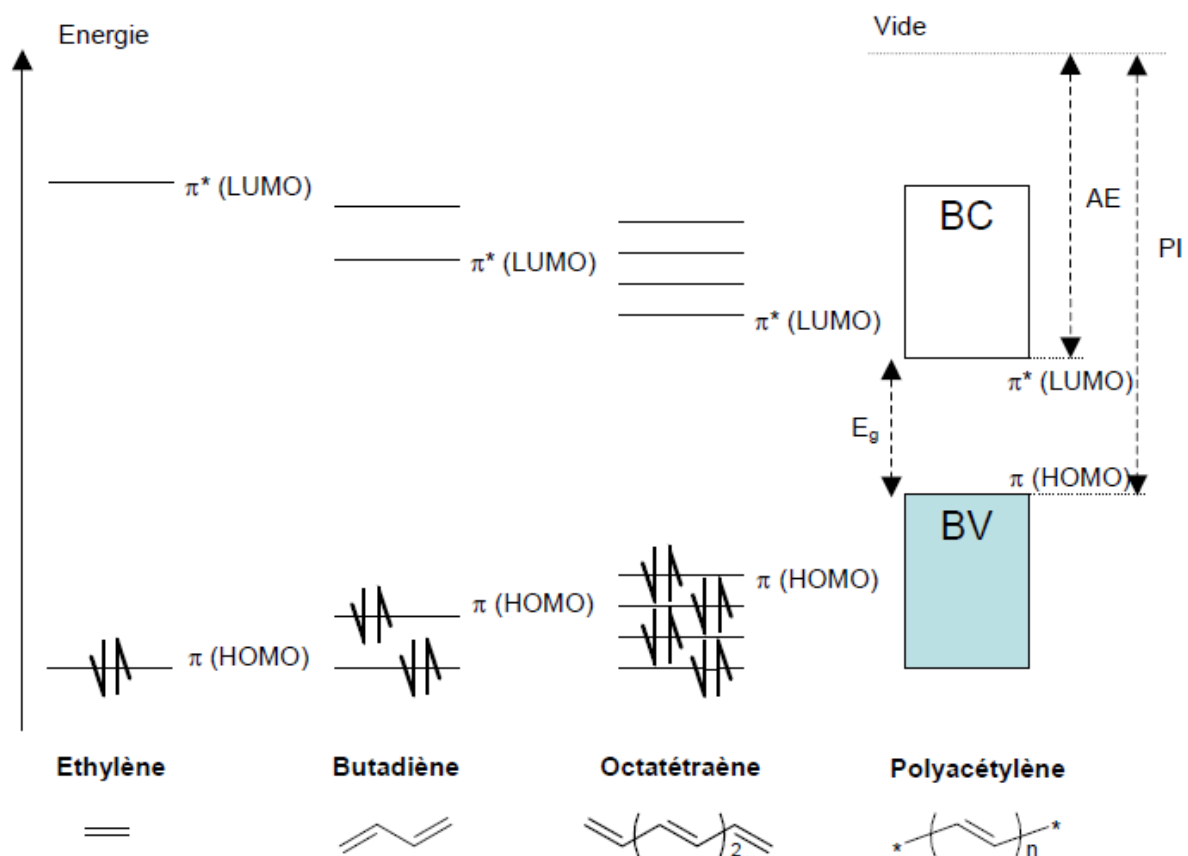 Energie
Vide
π* (LUMO)
π* (LUMO)
π* (LUMO)
BC
AE
PI
π* (LUMO)
E_g
π (HOMO)
BV
π (HOMO)
π (HOMO)
π (HOMO)
Ethylène
Butadiène
Octatétraène
Polyacétylène
2
* n *